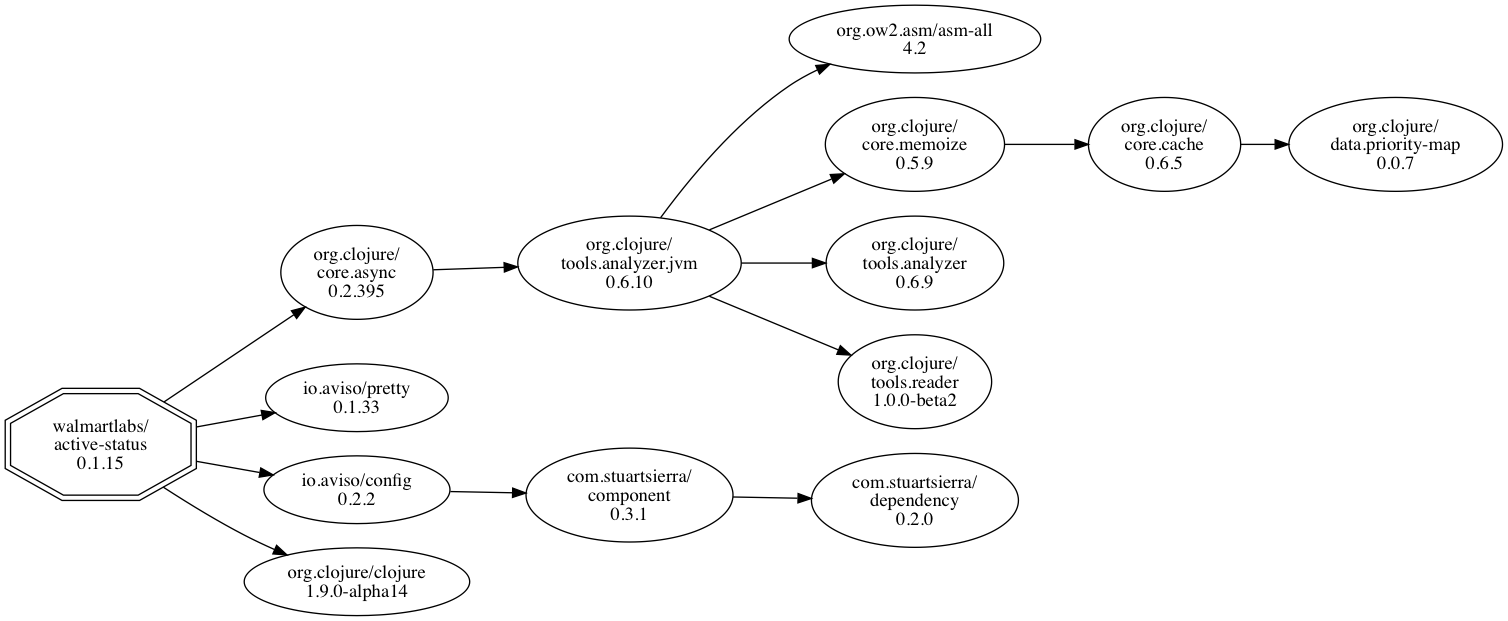 org.ow2.asm/asm-all
4.2
org.clojure/
core.memoize
0.5.9
org.clojure/
core.cache
0.6.5
org.clojure/
data.priority-map
0.0.7
org.clojure/
core.async
0.2.395
org.clojure/
tools.analyzer.jvm
0.6.10
org.clojure/
tools.analyzer
0.6.9
org.clojure/
tools.reader
1.0.0-beta2
io.aviso/pretty
0.1.33
walmartlabs/
active-status
0.1.15
io.aviso/config
0.2.2
com.stuartsierra/
component
0.3.1
com.stuartsierra/
dependency
0.2.0
org.clojure/clojure
1.9.0-alpha14